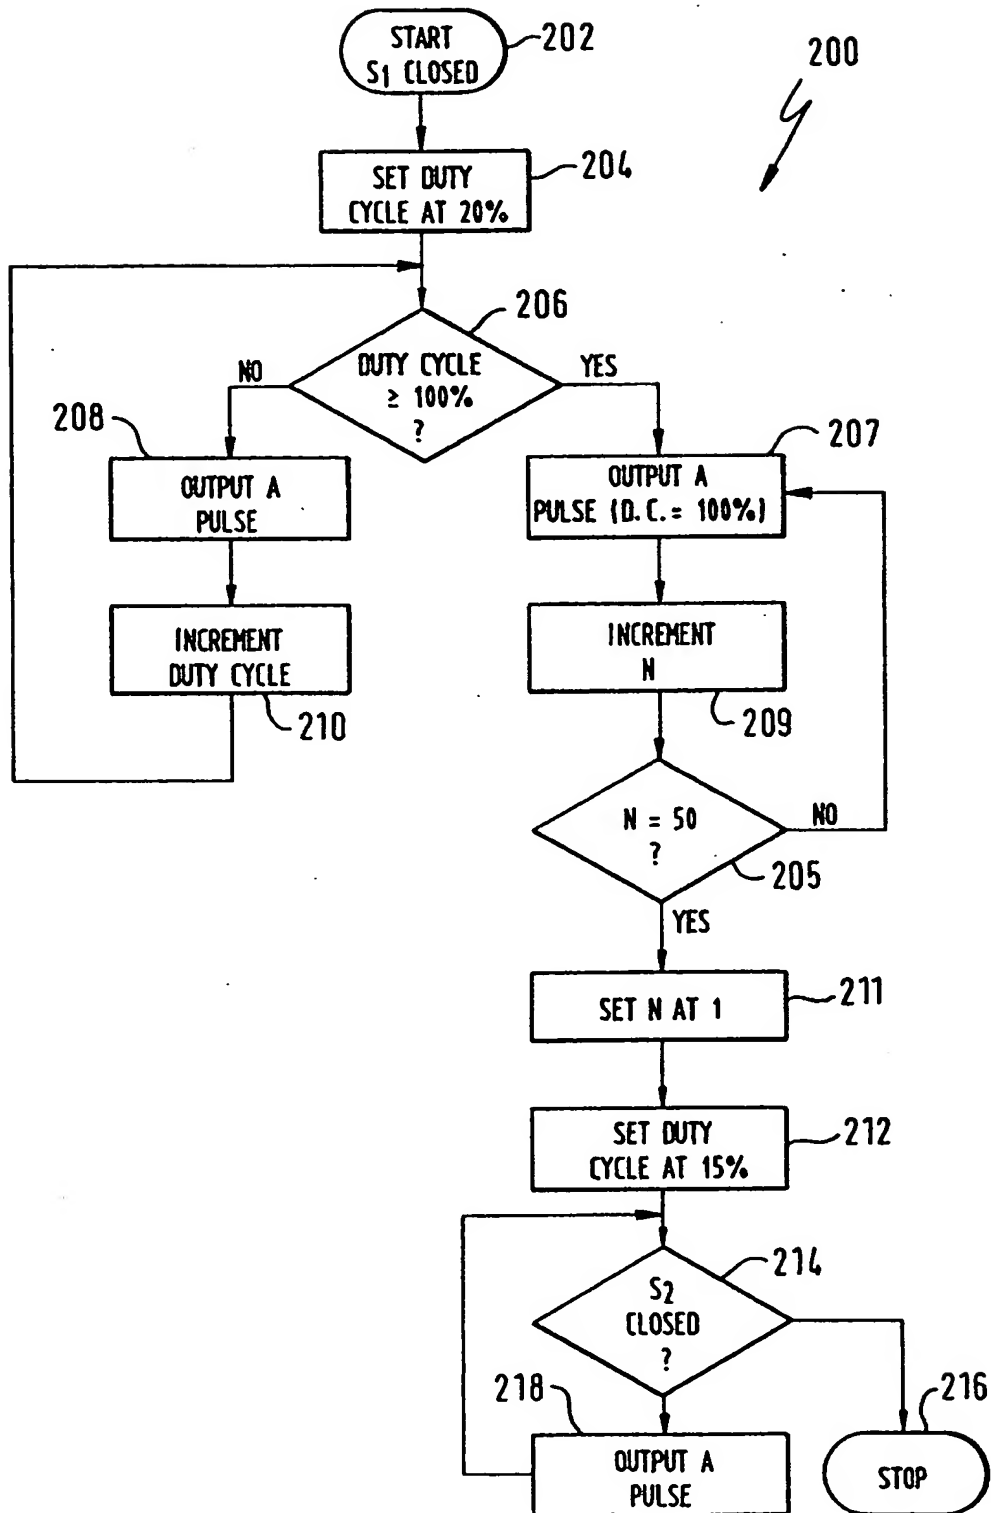 START
S1 CLOSED
202
200
SET DUTY
CYCLE AT 20%
204
206
DUTY CYCLE
≥ 100%
?
NO
YES
208
OUTPUT A
PULSE
207
OUTPUT A
PULSE (D.C.= 100%)
INCREMENT
DUTY CYCLE
210
INCREMENT
N
209
N = 50
?
NO
205
YES
SET N AT 1
211
SET DUTY
CYCLE AT 15%
212
S2
CLOSED
?
214
218
OUTPUT A
PULSE
216
STOP